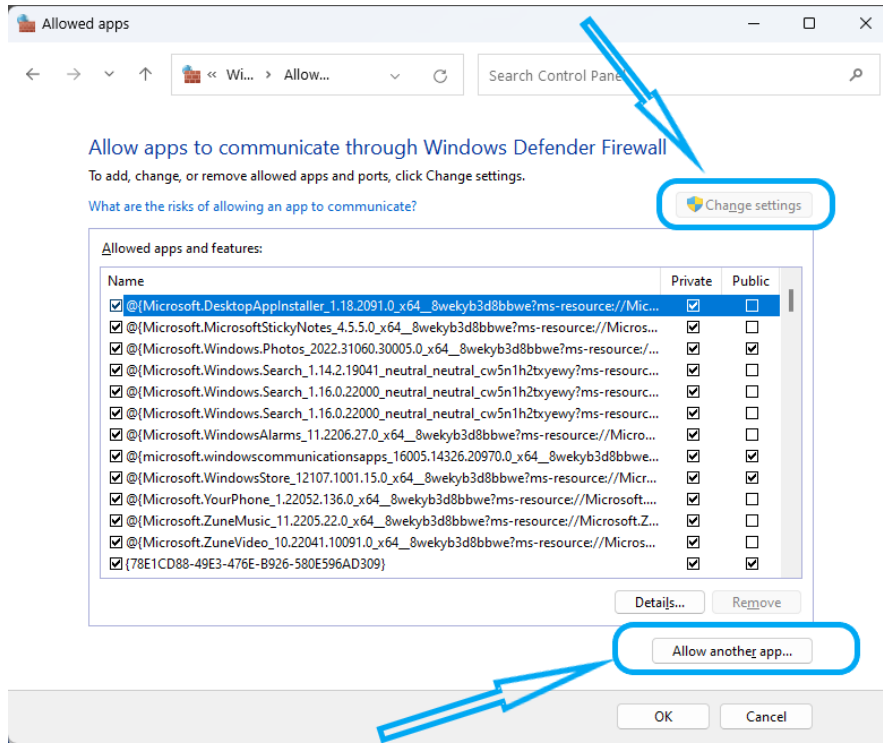 Allowed apps
« Wi... › Allow...
Search Control Pane
Allow apps to communicate through Windows Defender Firewall
To add, change, or remove allowed apps and ports, click Change settings.
What are the risks of allowing an app to communicate?
Change settings
Allowed apps and features:
Name Private Public
@{Microsoft.DesktopAppInstaller_1.18.2091.0_x64__8wekyb3d8bbwe?ms-resource://Mic...
@{Microsoft.MicrosoftStickyNotes_4.5.5.0_x64__8wekyb3d8bbwe?ms-resource://Micros...
@{Microsoft.Windows.Photos_2022.31060.30005.0_x64__8wekyb3d8bbwe?ms-resource:/...
@{Microsoft.Windows.Search_1.14.2.19041_neutral_neutral_cw5n1h2txyewy?ms-resourc...
@{Microsoft.Windows.Search_1.16.0.22000_neutral_neutral_cw5n1h2txyewy?ms-resourc...
@{Microsoft.Windows.Search_1.16.0.22000_neutral_neutral_cw5n1h2txyewy?ms-resourc...
@{Microsoft.WindowsAlarms_11.2206.27.0_x64__8wekyb3d8bbwe?ms-resource://Micro...
@{microsoft.windowscommunicationsapps_16005.14326.20970.0_x64__8wekyb3d8bbwe...
@{Microsoft.WindowsStore_12107.1001.15.0_x64__8wekyb3d8bbwe?ms-resource://Micr...
@{Microsoft.YourPhone_1.22052.136.0_x64__8wekyb3d8bbwe?ms-resource://Microsoft....
@{Microsoft.ZuneMusic_11.2205.22.0_x64__8wekyb3d8bbwe?ms-resource://Microsoft.Z...
@{Microsoft.ZuneVideo_10.22041.10091.0_x64__8wekyb3d8bbwe?ms-resource://Micros...
{78E1CD88-49E3-476E-B926-580E596AD309}
Details... Remove
Allow another app...
OK Cancel